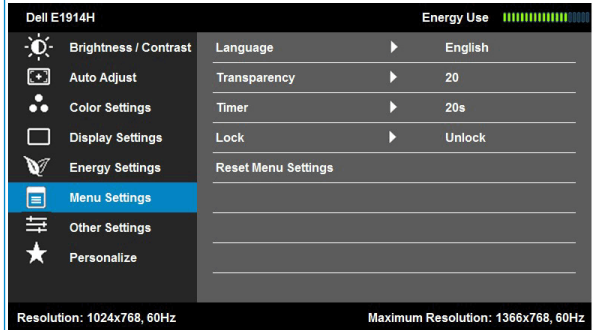 Dell E1914H Energy Use
Brightness / Contrast Language English
Auto Adjust Transparency 20
Color Settings Timer 20s
Display Settings Lock Unlock
Energy Settings Reset Menu Settings
Menu Settings
Other Settings
Personalize
Resolution: 1024x768, 60Hz Maximum Resolution: 1366x768, 60Hz